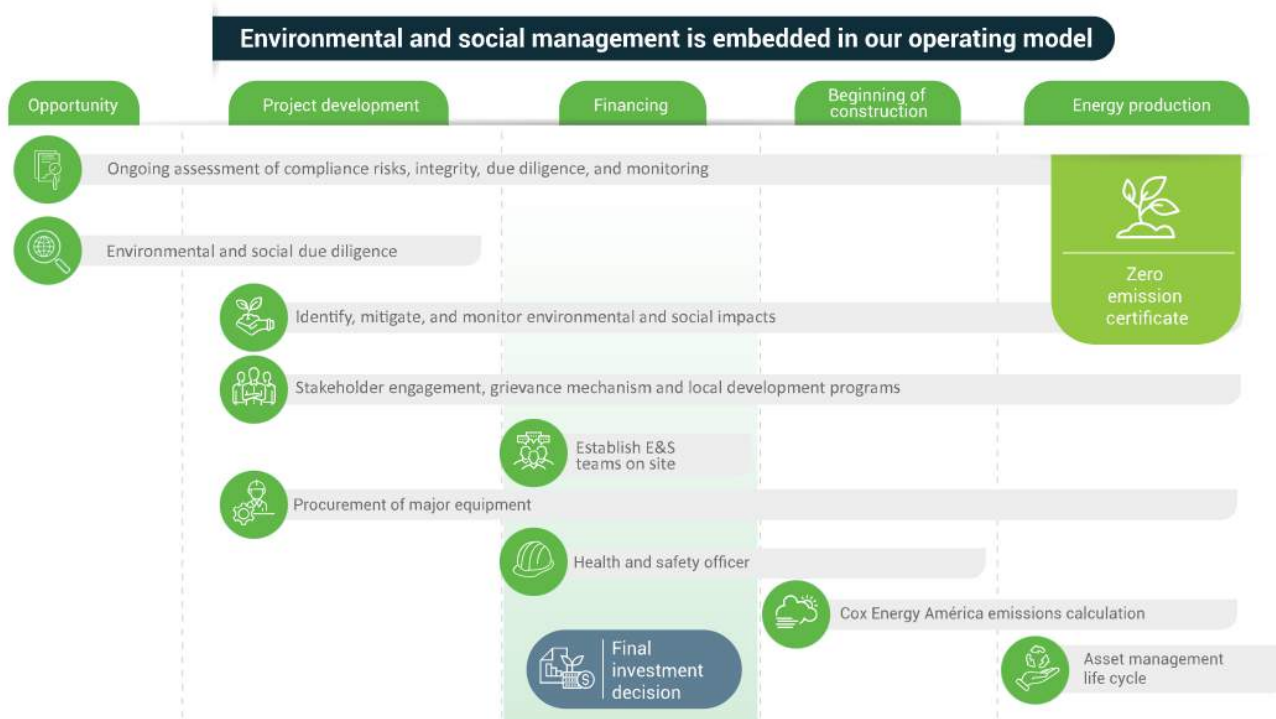 Environmental and social management is embedded in our operating model
Opportunity
Project development
Financing
Beginning of
construction
Energy production
Ongoing assessment of compliance risks, integrity, due diligence, and monitoring
Environmental and social due diligence
Zero
emission
certificate
Identify, mitigate, and monitor environmental and social impacts
Stakeholder engagement, grievance mechanism and local development programs
Establish E&S
teams on site
Procurement of major equipment
Health and safety officer
Cox Energy América emissions calculation
Final
investment
decision
Asset management
life cycle